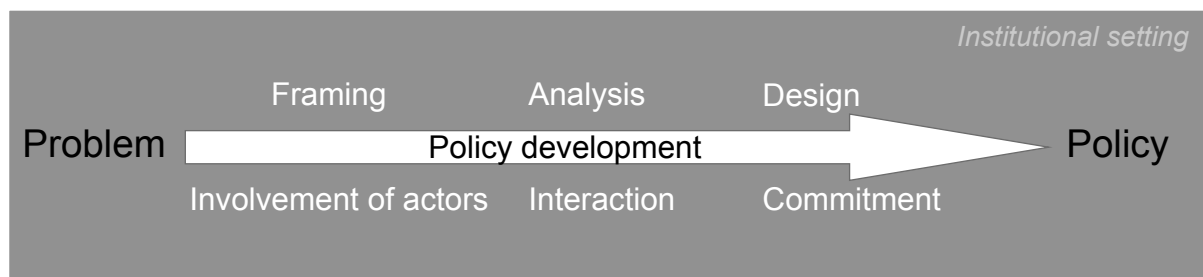 Institutional setting
Framing Analysis Design
Problem Policy development Policy
Involvement of actors Interaction Commitment